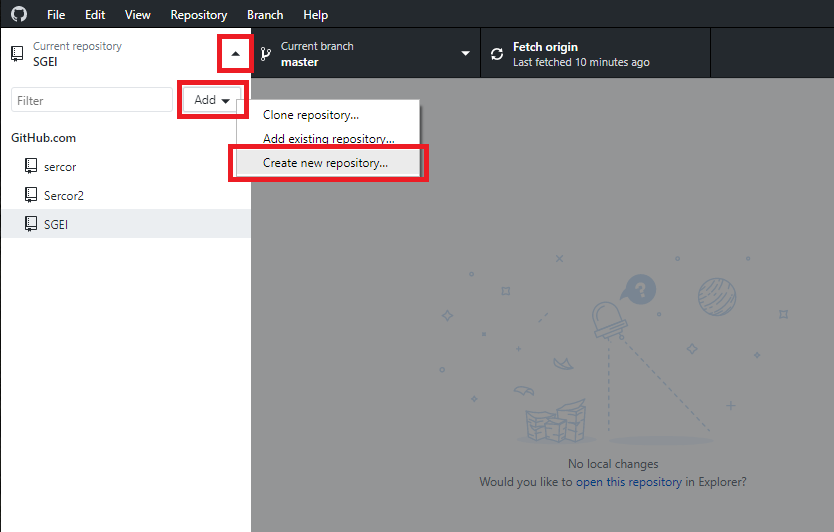 File Edit View Repository Branch Help
Current repository
SGEI
Current branch
master
Fetch origin
Last fetched 10 minutes ago
Filter
Add
Clone repository...
Add existing repository...
Create new repository...
GitHub.com
sercor
Sercor2
SGEI
?
No local changes
Would you like to open this repository in Explorer?